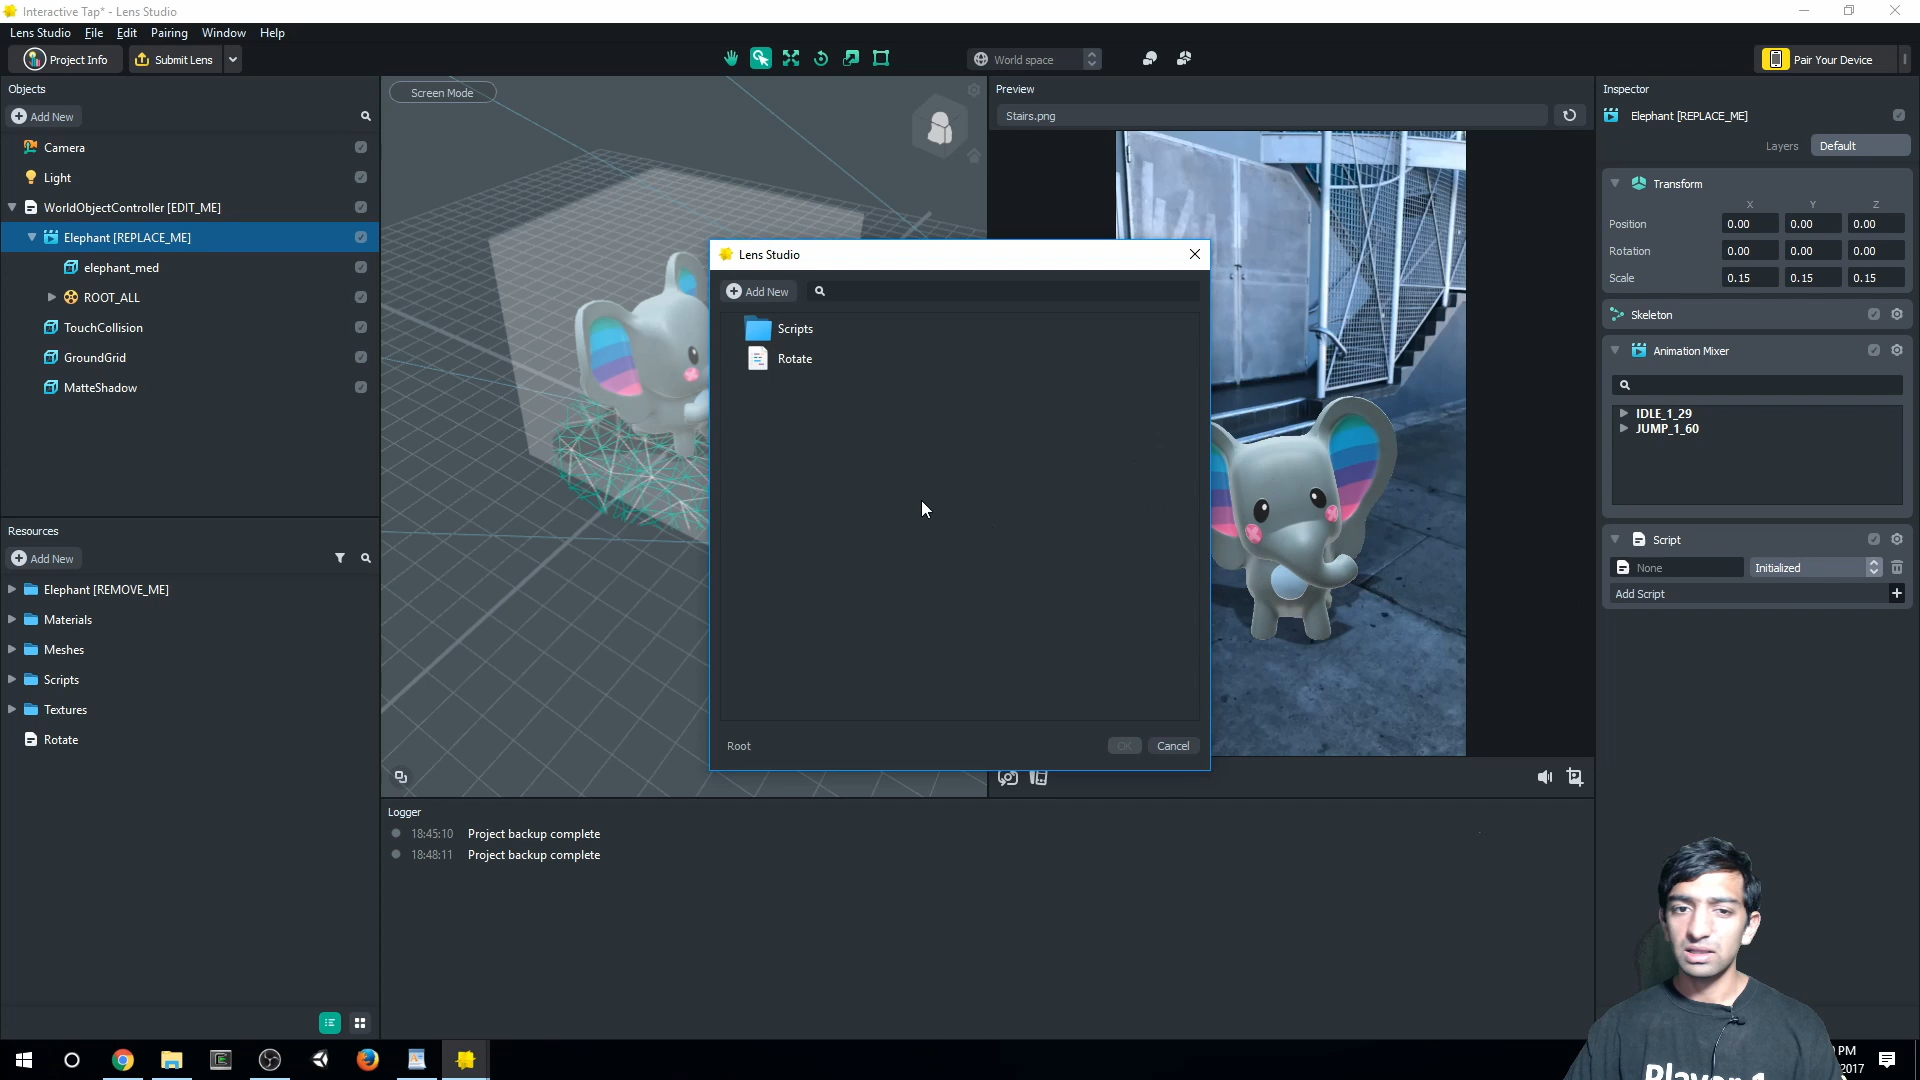 Interactive Tap* - Lens Studio
Lens Studio File Edit Pairing Window Help
Project Info Submit Lens World space Pair Your Device
Objects
Add New
Camera
Light
WorldObjectController [EDIT_ME]
Elephant [REPLACE_ME]
elephant_med
ROOT_ALL
TouchCollision
GroundGrid
MatteShadow
Resources
Add New
Elephant [REMOVE_ME]
Materials
Meshes
Scripts
Textures
Rotate
Screen Mode
Lens Studio
Add New
Scripts
Rotate
Root OK Cancel
Preview
Stairs.png
Logger
18:45:10 Project backup complete
18:48:11 Project backup complete
Inspector
Elephant [REPLACE_ME]
Layers Default
Transform
X Y Z
Position 0.00 0.00 0.00
Rotation 0.00 0.00 0.00
Scale 0.15 0.15 0.15
Skeleton
Animation Mixer
IDLE_1_29
JUMP_1_60
Script
None Initialized
Add Script
PM
2017